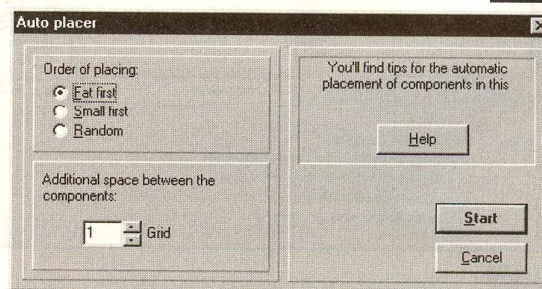 Auto placer
Order of placing:
Fat first
Small first
Random
Additional space between the
components:
1 Grid
You'll find tips for the automatic
placement of components in this
Help
Start
Cancel